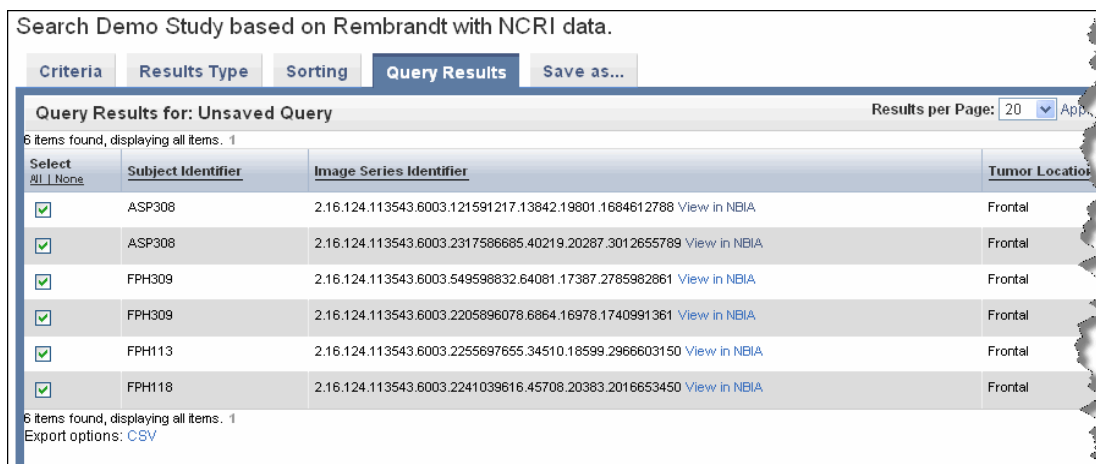 Search Demo Study based on Rembrandt with NCRI data.
Criteria Results Type Sorting Query Results Save as...
Query Results for: Unsaved Query Results per Page: 20
6 items found, displaying all items. 1
Select All | None Subject Identifier Image Series Identifier Tumor Location
ASP308 2.16.124.113543.6003.121591217.13842.19801.1684612788 View in NBIA Frontal
ASP308 2.16.124.113543.6003.2317586685.40219.20287.3012655789 View in NBIA Frontal
FPH309 2.16.124.113543.6003.549598832.64081.17387.2785982861 View in NBIA Frontal
FPH309 2.16.124.113543.6003.2205896078.6864.16978.1740991361 View in NBIA Frontal
FPH113 2.16.124.113543.6003.2255697655.34510.18599.2966603150 View in NBIA Frontal
FPH118 2.16.124.113543.6003.2241039616.45708.20383.2016653450 View in NBIA Frontal
6 items found, displaying all items. 1
Export options: CSV